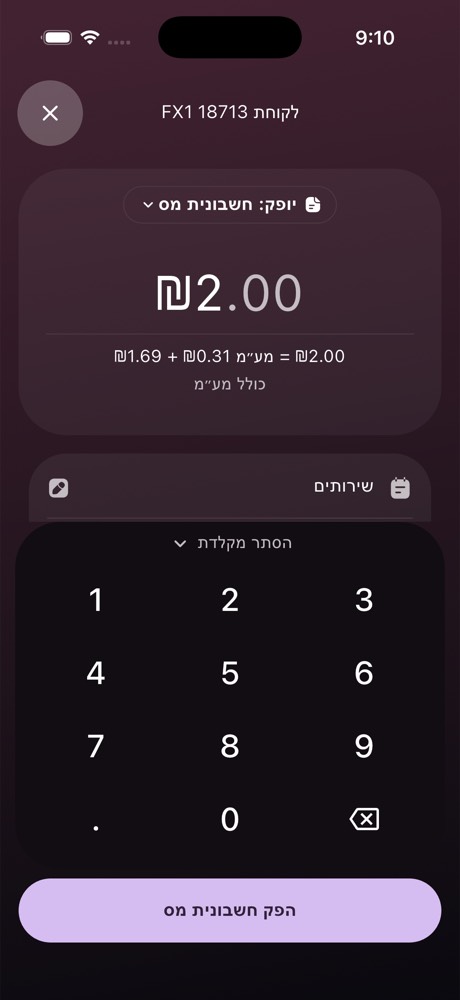 9:10
לקוחת FX1 18713
יופק: חשבונית מס
₪2.00
₪2.00 = מע״מ ₪0.31 + ₪1.69
כולל מע״מ
שירותים
הסתר מקלדת
1 2 3
4 5 6
7 8 9
. 0
הפק חשבונית מס